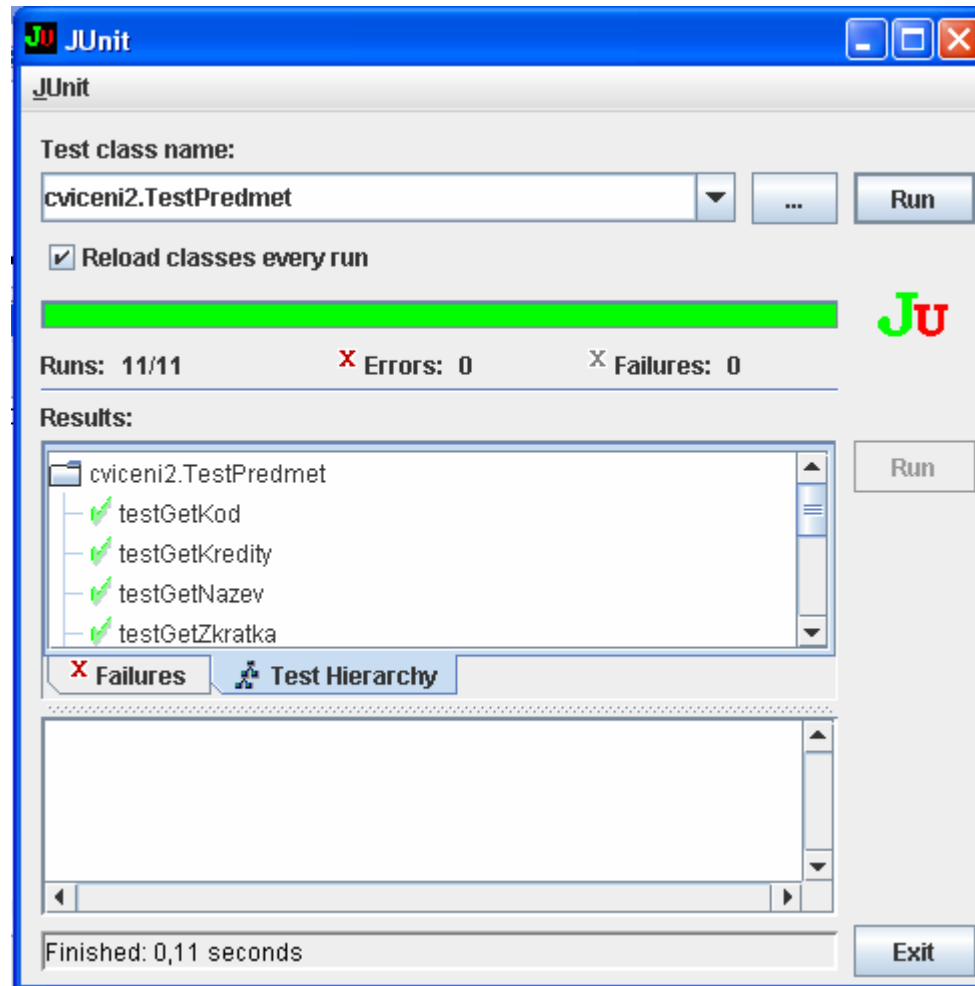 JU JUnit
JUnit
Test class name:
cviceni2.TestPredmet
...
Run
Reload classes every run
JU
Runs: 11/11 X Errors: 0 X Failures: 0
Results:
cviceni2.TestPredmet
Run
testGetKod
testGetKredity
testGetNazev
testGetZkratka
X Failures
Test Hierarchy
Finished: 0,11 seconds
Exit